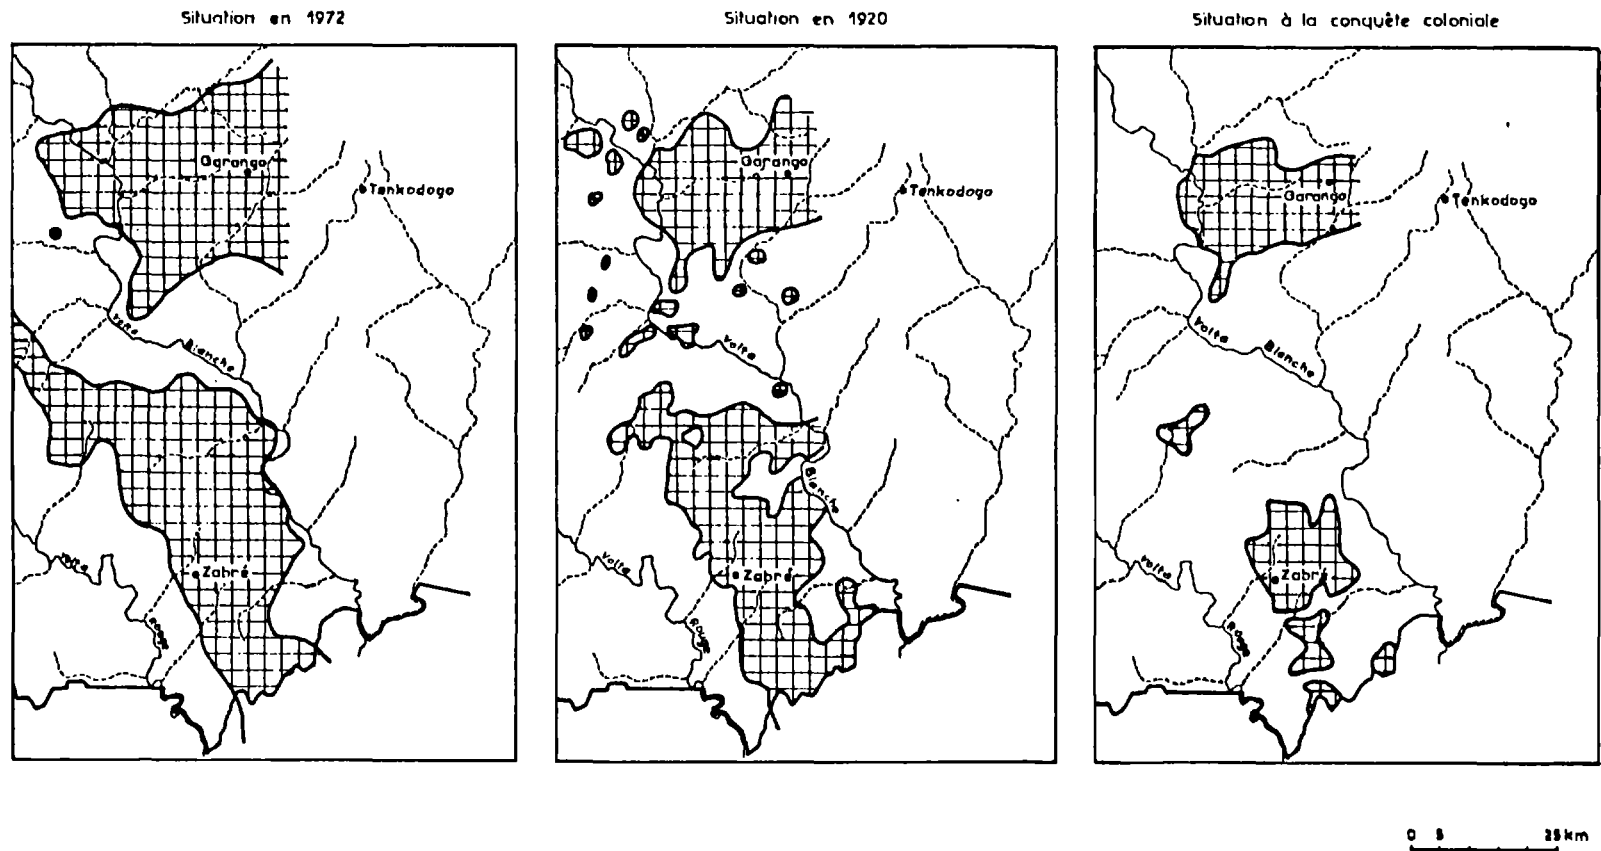 Situation en 1972
Situation en 1920
Situation à la conquête coloniale
Garango
Tenkodogo
Volta
Blanche
Volta
Zabré
Rouge
Garango
Tenkodogo
Volta
Blanche
Volta
Zabré
Rouge
Garango
Tenkodogo
Volta
Blanche
Volta
Zabré
Rouge
0 5 25 km